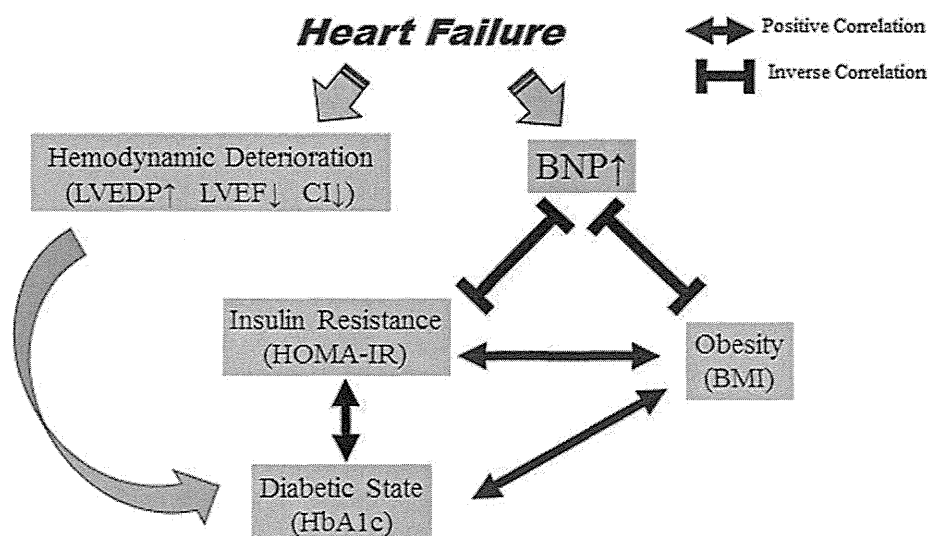 Heart Failure
Positive Correlation
Inverse Correlation
Hemodynamic Deterioration
(LVEDP↑ LVEF↓ CI↓)
BNP↑
Insulin Resistance
(HOMA-IR)
Obesity
(BMI)
Diabetic State
(HbA1c)